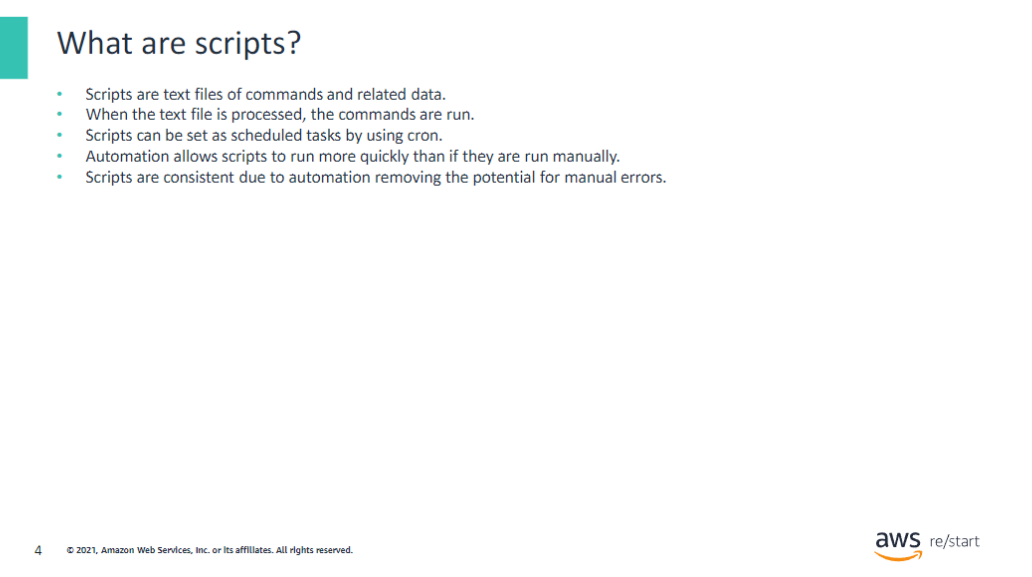 What are scripts?
• Scripts are text files of commands and related data.
• When the text file is processed, the commands are run.
• Scripts can be set as scheduled tasks by using cron.
• Automation allows scripts to run more quickly than if they are run manually.
• Scripts are consistent due to automation removing the potential for manual errors.
4 © 2021, Amazon Web Services, Inc. or its affiliates. All rights reserved.
aws re/start